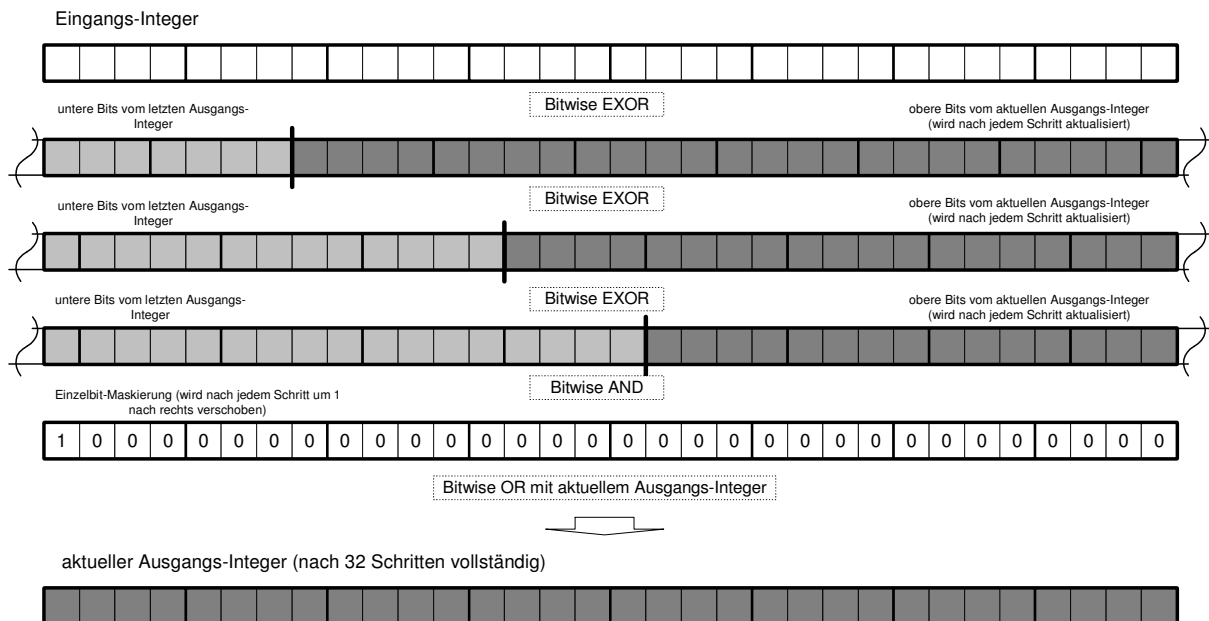 Eingangs-Integer
Bitwise EXOR
untere Bits vom letzten Ausgangs-
Integer
obere Bits vom aktuellen Ausgangs-Integer
(wird nach jedem Schritt aktualisiert)
Bitwise EXOR
untere Bits vom letzten Ausgangs-
Integer
obere Bits vom aktuellen Ausgangs-Integer
(wird nach jedem Schritt aktualisiert)
Bitwise EXOR
untere Bits vom letzten Ausgangs-
Integer
obere Bits vom aktuellen Ausgangs-Integer
(wird nach jedem Schritt aktualisiert)
Bitwise AND
Einzelbit-Maskierung (wird nach jedem Schritt um 1
nach rechts verschoben)
1 0 0 0 0 0 0 0 0 0 0 0 0 0 0 0 0 0 0 0 0 0 0 0 0 0 0 0 0 0 0 0
Bitwise OR mit aktuellem Ausgangs-Integer
aktueller Ausgangs-Integer (nach 32 Schritten vollständig)